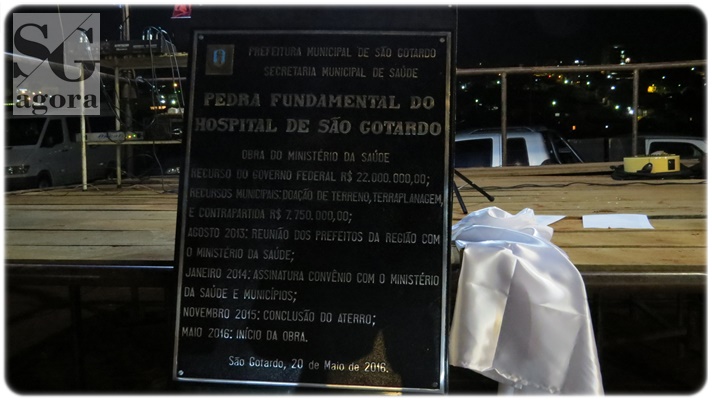 SG
agora
PREFEITURA MUNICIPAL DE SÃO GOTARDO
SECRETARIA MUNICIPAL DE SAÚDE
PEDRA FUNDAMENTAL DO
HOSPITAL DE SÃO GOTARDO
OBRA DO MINISTÉRIO DA SAÚDE
RECURSO DO GOVERNO FEDERAL R$ 22.000.000,00;
RECURSOS MUNICIPAIS: DOAÇÃO DE TERRENO, TERRAPLANAGEM,
E CONTRAPARTIDA R$ 7.750.000,00;
AGOSTO 2013: REUNIÃO DOS PREFEITOS DA REGIÃO COM
O MINISTÉRIO DA SAÚDE;
JANEIRO 2014: ASSINATURA CONVÊNIO COM O MINISTÉRIO
DA SAÚDE E MUNICÍPIOS;
NOVEMBRO 2015: CONCLUSÃO DO ATERRO;
MAIO 2016: INÍCIO DA OBRA.
São Gotardo, 20 de Maio de 2016.